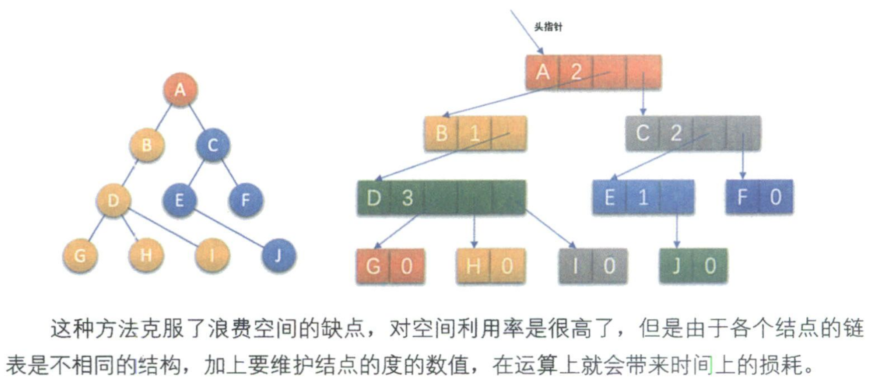 头指针
A 2
B 1
C 2
D 3
E 1
F 0
G 0
H 0
I 0
J 0
A
B
C
D
E
F
G
H
I
J
这种方法克服了浪费空间的缺点，对空间利用率是很高了，但是由于各个结点的链
表是不相同的结构，加上要维护结点的度的数值，在运算上就会带来时间上的损耗。